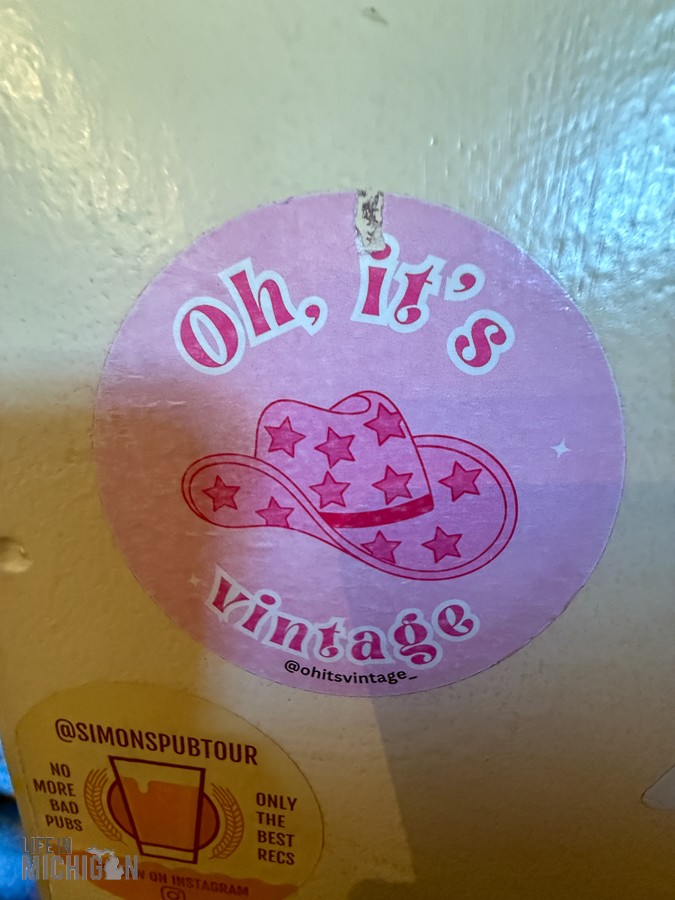 Oh, it's
vintage
@ohitsvintage_
@SIMONSPUBTOUR
NO
MORE
BAD
PUBS
ONLY
THE
BEST
RECS
ON INSTAGRAM
LIFE IN
MICHIGAN